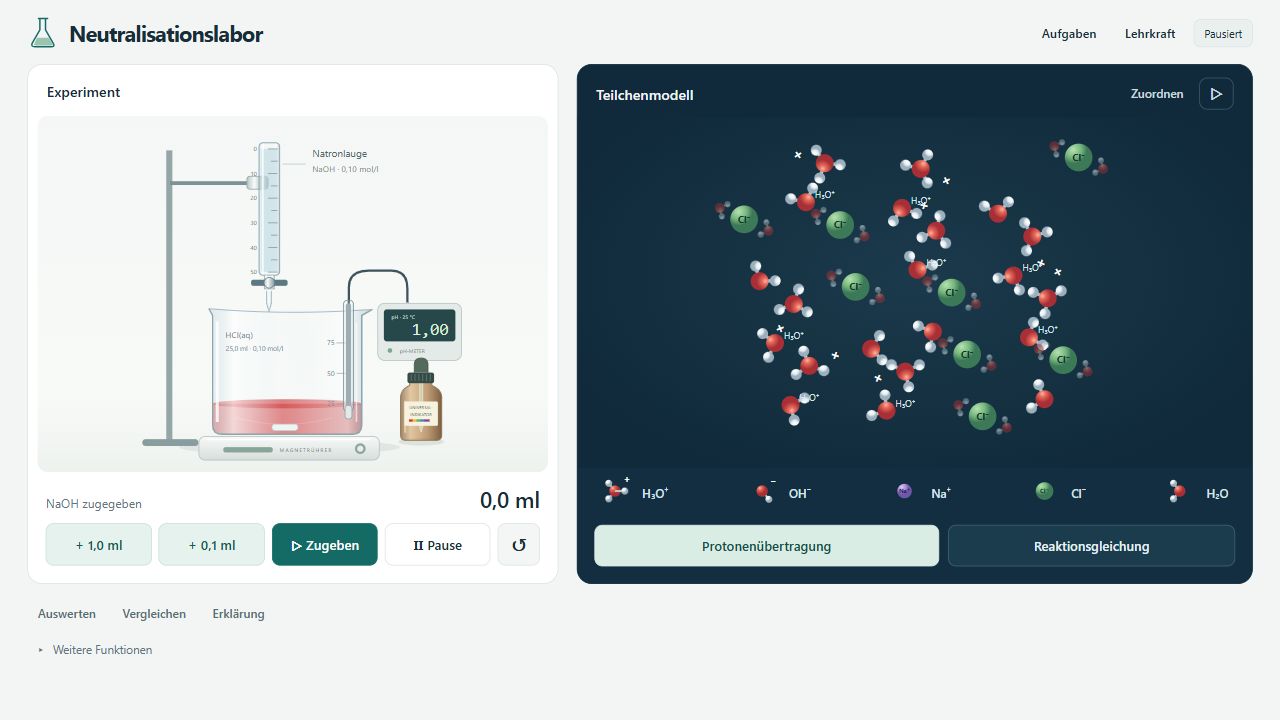 Neutralisationslabor
Aufgaben
Lehrkraft
Pausiert
Experiment
Natronlauge
NaOH · 0,10 mol/l
0
10
20
30
40
50
HCl(aq)
25,0 ml · 0,10 mol/l
75
50
25
pH · 25 °C
1,00
pH-METER
UNIVERSAL
INDIKATOR
MAGNETRÜHRER
NaOH zugegeben
0,0 ml
+ 1,0 ml
+ 0,1 ml
Zugeben
Pause
Teilchenmodell
Zuordnen
+
Cl⁻
H₃O⁺
+
H₃O⁺
+
Cl⁻
Cl⁻
H₃O⁺
H₃O⁺
+
+
Cl⁻
Cl⁻
+
H₃O⁺
H₃O⁺
+
Cl⁻
Cl⁻
+
H₃O⁺
H₃O⁺
Cl⁻
+
H₃O⁺
−
OH⁻
Na⁺
Na⁺
Cl⁻
Cl⁻
H₂O
Protonenübertragung
Reaktionsgleichung
Auswerten
Vergleichen
Erklärung
Weitere Funktionen